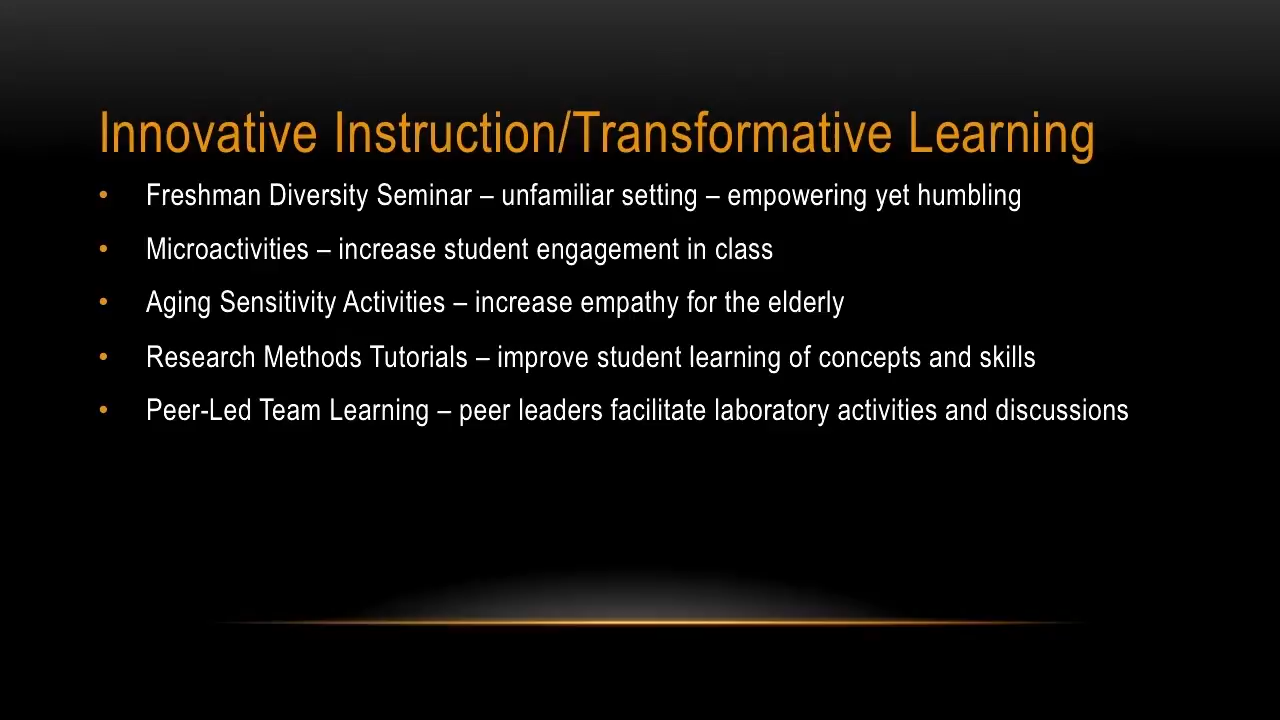 Innovative Instruction/Transformative Learning
• Freshman Diversity Seminar – unfamiliar setting – empowering yet humbling
• Microactivities – increase student engagement in class
• Aging Sensitivity Activities – increase empathy for the elderly
• Research Methods Tutorials – improve student learning of concepts and skills
• Peer-Led Team Learning – peer leaders facilitate laboratory activities and discussions